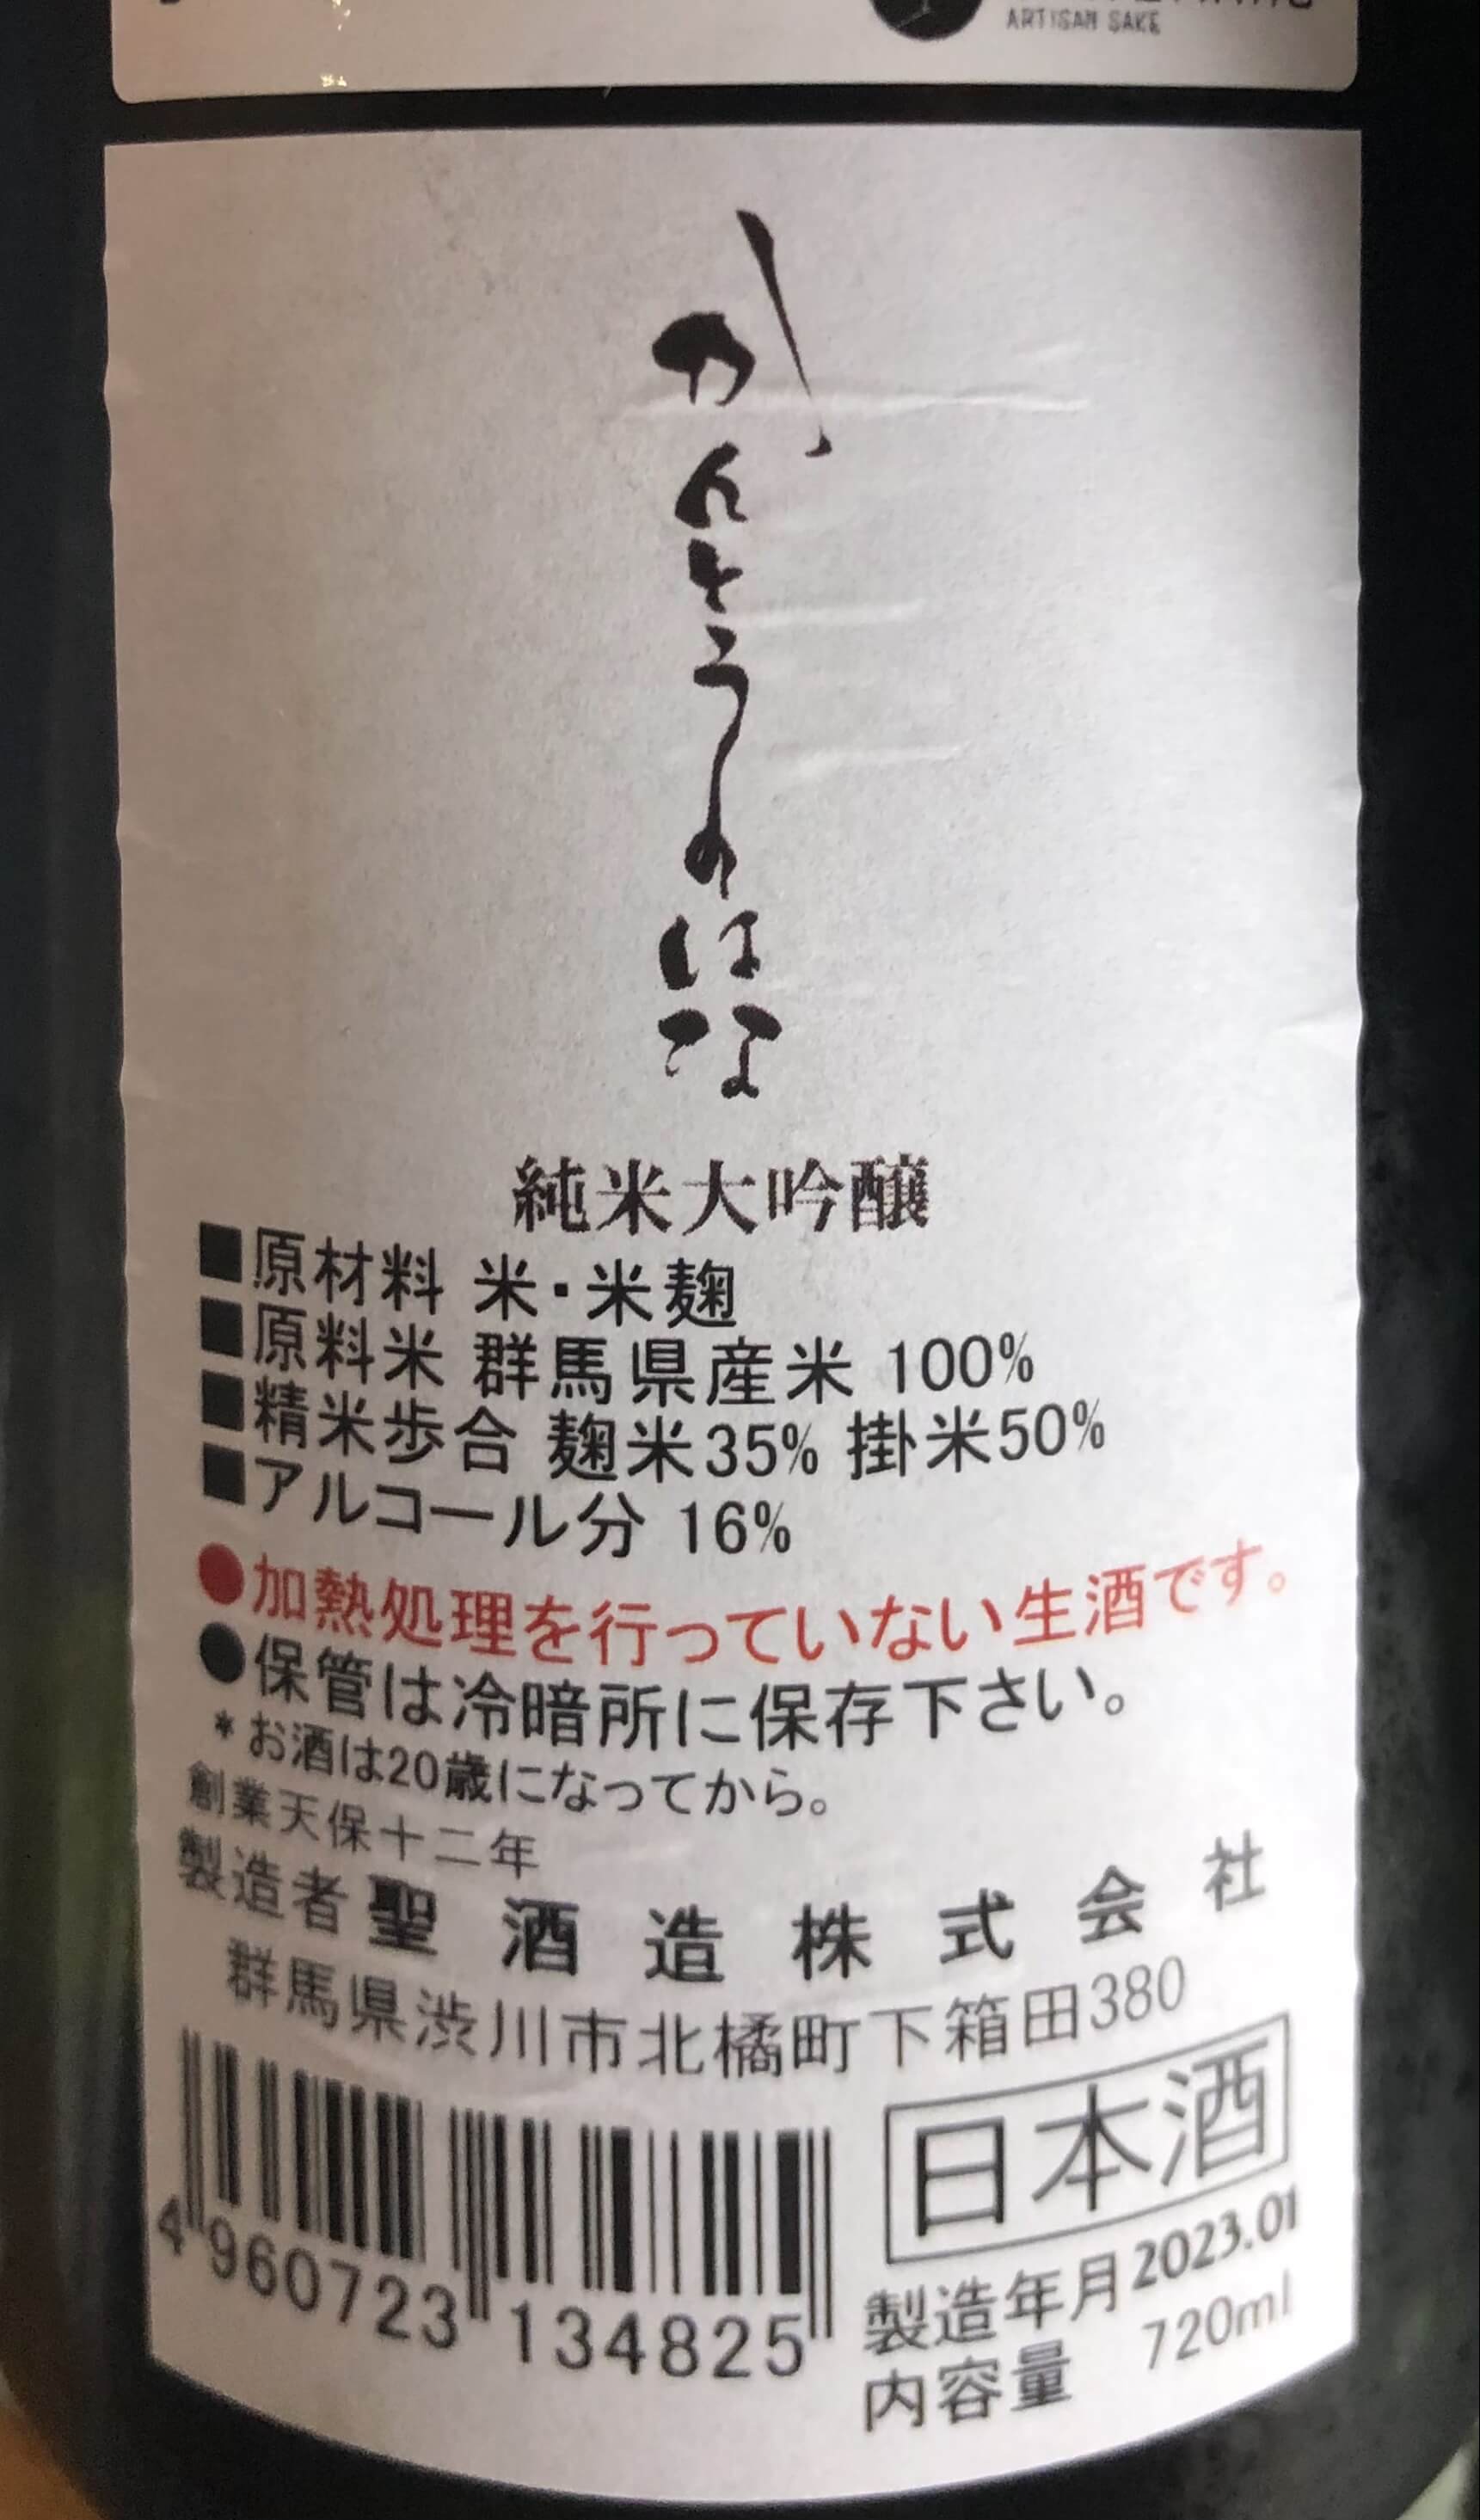 ARTISAN SAKE
かんとうのはな
純米大吟醸
■原材料 米・米麹
■原料米 群馬県産米 100%
■精米歩合 麹米35% 掛米50%
■アルコール分 16%
●加熱処理を行っていない生酒です。
●保管は冷暗所に保存下さい。
*お酒は20歳になってから。
創業天保十二年
製造者 聖酒造株式会社
群馬県渋川市北橘町下箱田380
日本酒
4 960723 134825
製造年月 2023.01
内容量 720ml